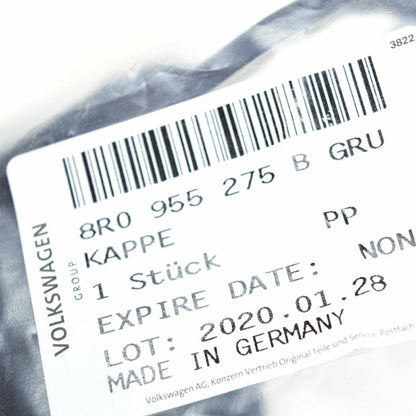 3822
8R0 955 275 B GRU
KAPPE
1 Stück PP
EXPIRE DATE: NON
LOT: 2020.01.28
MADE IN GERMANY
Volkswagen AG, Konzern Vertrieb Original Teile und Service, Postfach
VOLKSWAGEN
GROUP